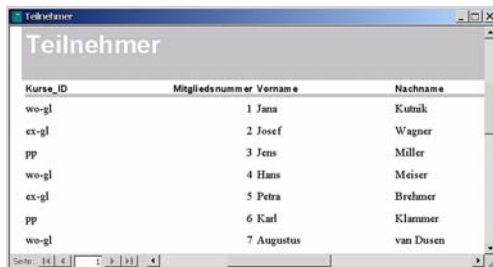 Teilnehmer
Teilnehmer
Kurse_ID Mitgliedsnummer Vorname Nachname
wo-gl 1 Jana Kutnik
ex-gl 2 Josef Wagner
pp 3 Jens Miller
wo-gl 4 Hans Meiser
ex-gl 5 Petra Brehmer
pp 6 Karl Klammer
wo-gl 7 Augustus van Dusen
Seite: 1